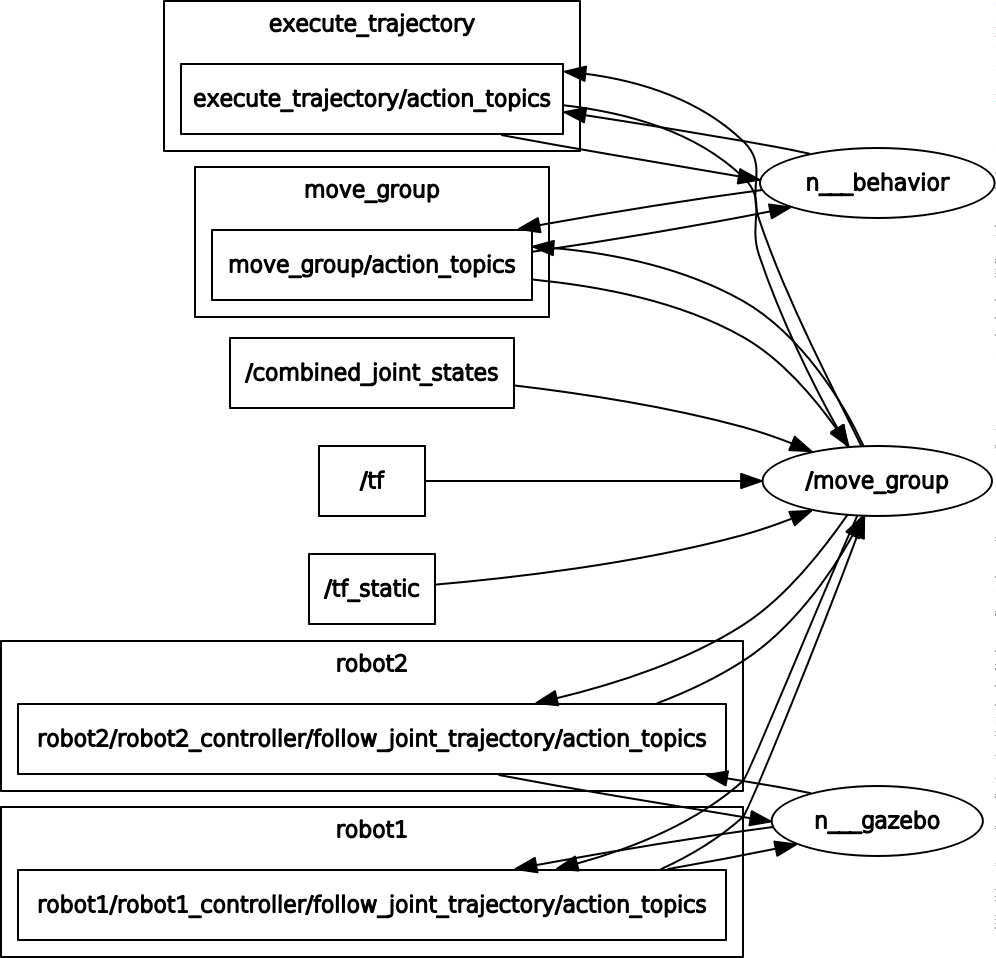 execute_trajectory
execute_trajectory/action_topics
n___behavior
move_group
move_group/action_topics
/combined_joint_states
/tf
/move_group
/tf_static
robot2
robot2/robot2_controller/follow_joint_trajectory/action_topics
n___gazebo
robot1
robot1/robot1_controller/follow_joint_trajectory/action_topics